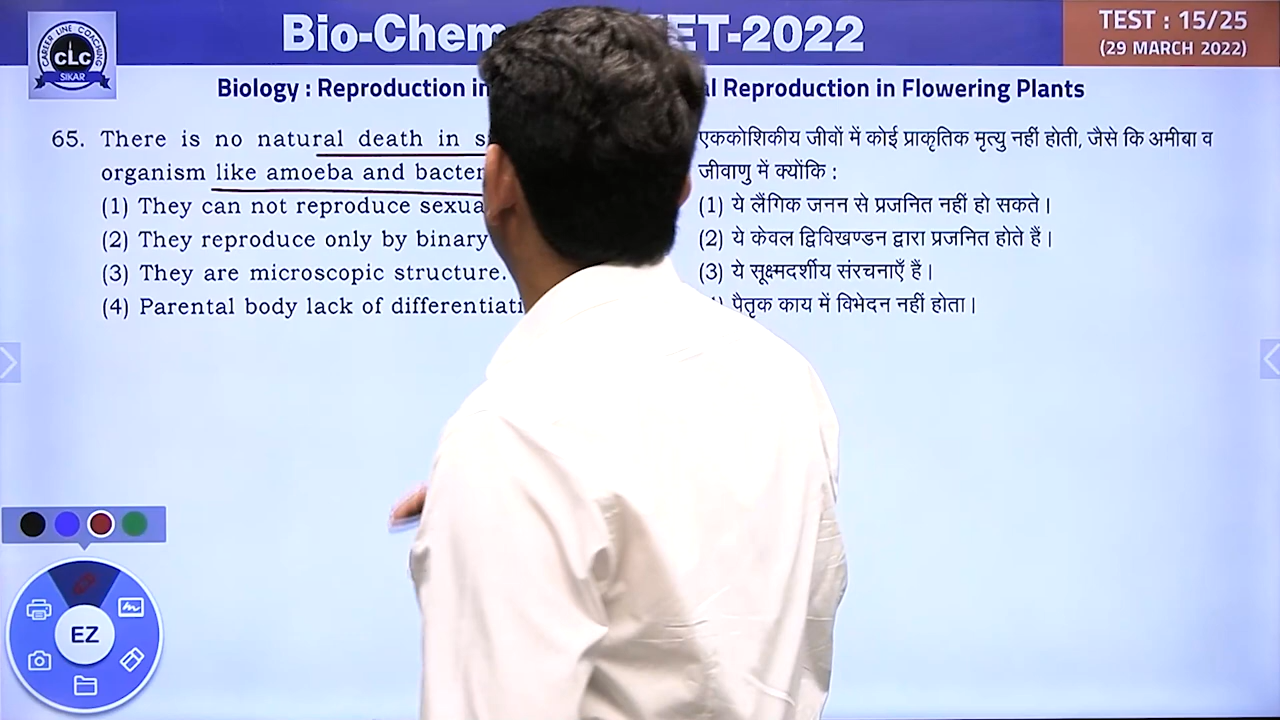 Bio-Chem ET-2022
TEST : 15/25
(29 MARCH 2022)
CAREER LINE COACHING
CLC
SIKAR
Biology : Reproduction in l Reproduction in Flowering Plants
65. There is no natural death in s
organism like amoeba and bacter
(1) They can not reproduce sexua
(2) They reproduce only by binary
(3) They are microscopic structure.
(4) Parental body lack of differentiati
एककोशिकीय जीवों में कोई प्राकृतिक मृत्यु नहीं होती, जैसे कि अमीबा व
जीवाणु में क्योंकि :
(1) ये लैंगिक जनन से प्रजनित नहीं हो सकते।
(2) ये केवल द्विविखण्डन द्वारा प्रजनित होते हैं।
(3) ये सूक्ष्मदर्शीय संरचनाएँ हैं।
पैतृक काय में विभेदन नहीं होता।
EZ